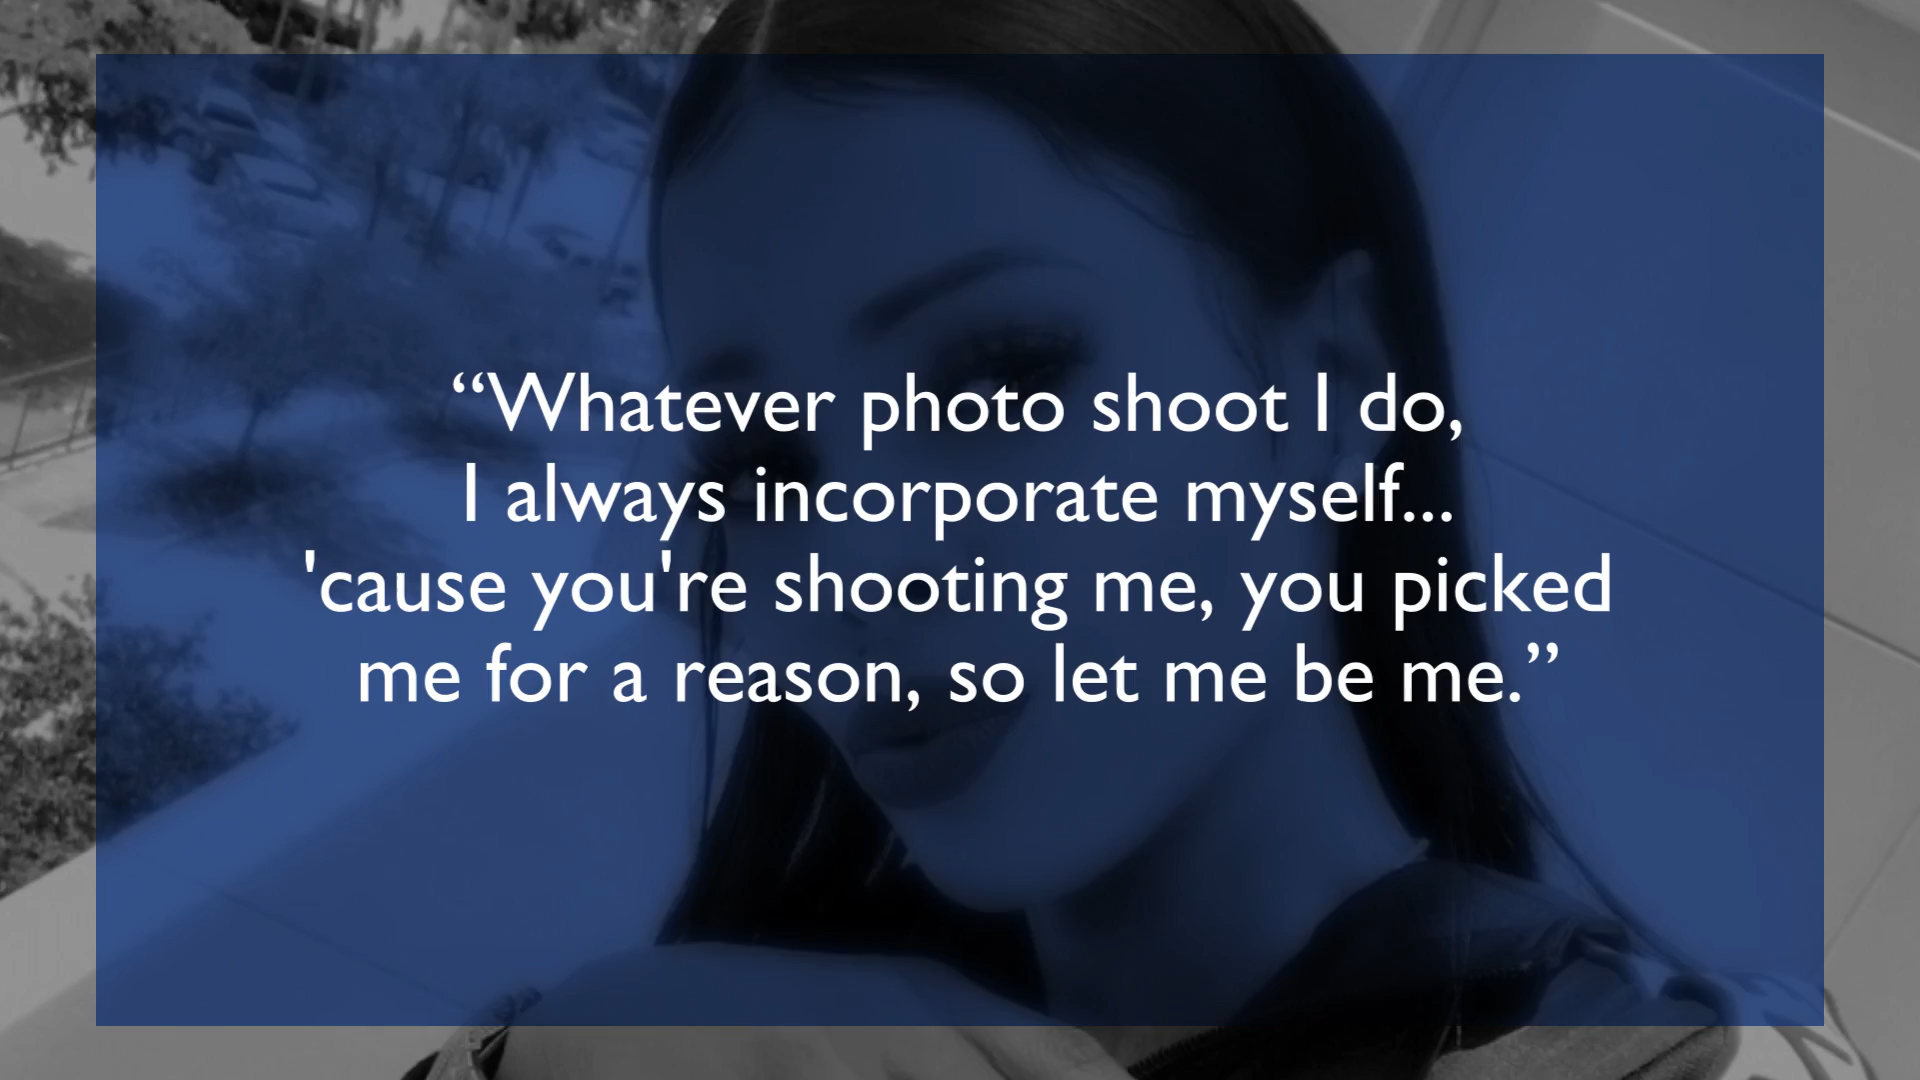 “Whatever photo shoot I do,
I always incorporate myself...
'cause you're shooting me, you picked
me for a reason, so let me be me.”